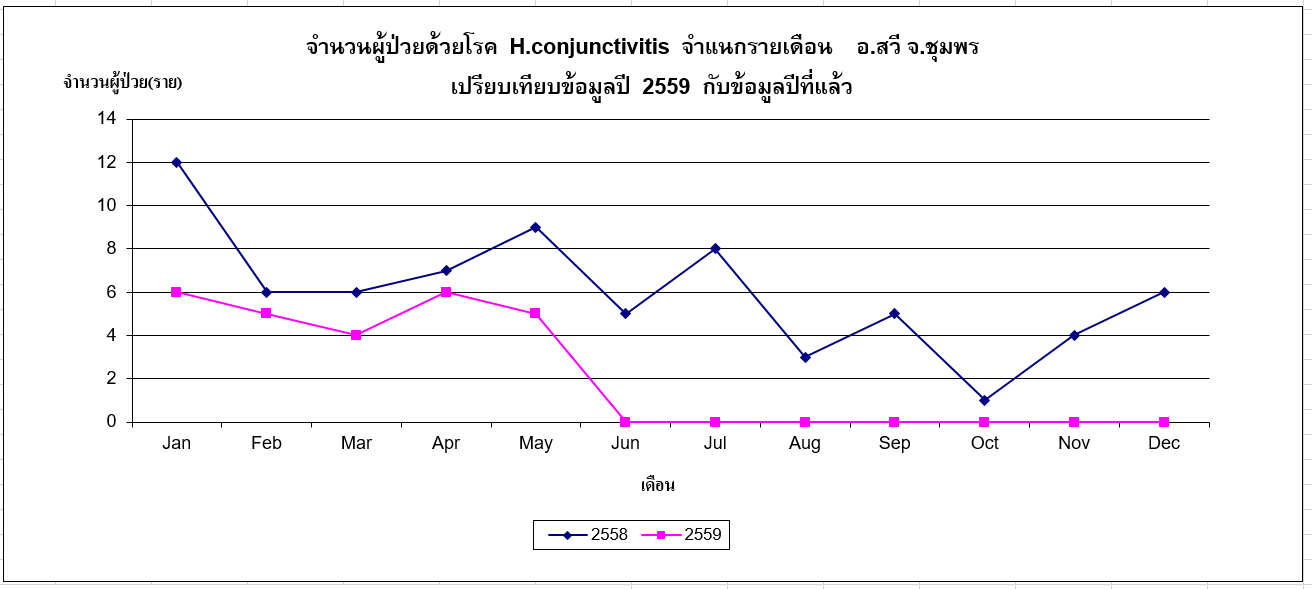 จำนวนผู้ป่วยด้วยโรค H.conjunctivitis จำแนกรายเดือน อ.สวี จ.ชุมพร
เปรียบเทียบข้อมูลปี 2559 กับข้อมูลปีที่แล้ว
จำนวนผู้ป่วย(ราย)
14
12
10
8
6
4
2
0
Jan Feb Mar Apr May Jun Jul Aug Sep Oct Nov Dec
เดือน
2558 2559